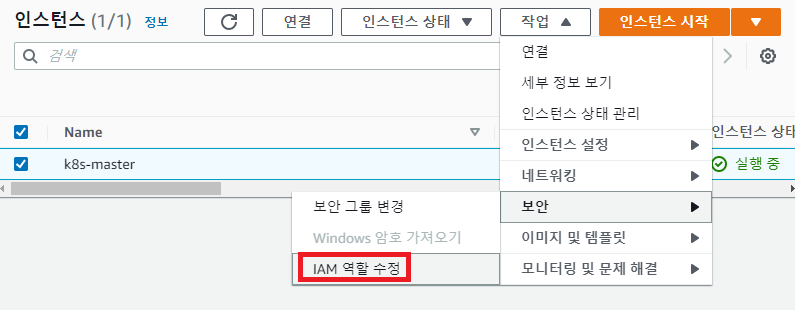 인스턴스 (1/1) 정보 연결 인스턴스 상태 작업 인스턴스 시작
검색
연결
세부 정보 보기
인스턴스 상태 관리
Name 인스턴스 설정 인스턴스 상태
k8s-master 네트워킹 실행 중
보안 그룹 변경 보안
Windows 암호 가져오기 이미지 및 템플릿
IAM 역할 수정 모니터링 및 문제 해결